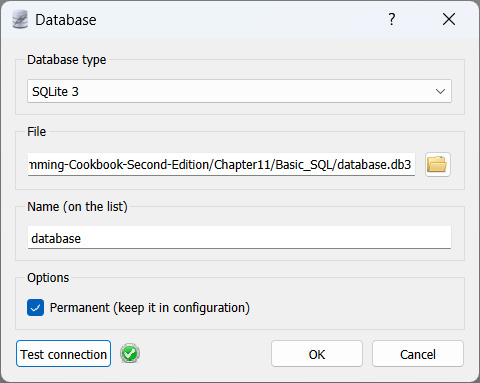 Database
?
Database type
SQLite 3
File
mming-Cookbook-Second-Edition/Chapter11/Basic_SQL/database.db3
Name (on the list)
database
Options
Permanent (keep it in configuration)
Test connection
OK
Cancel